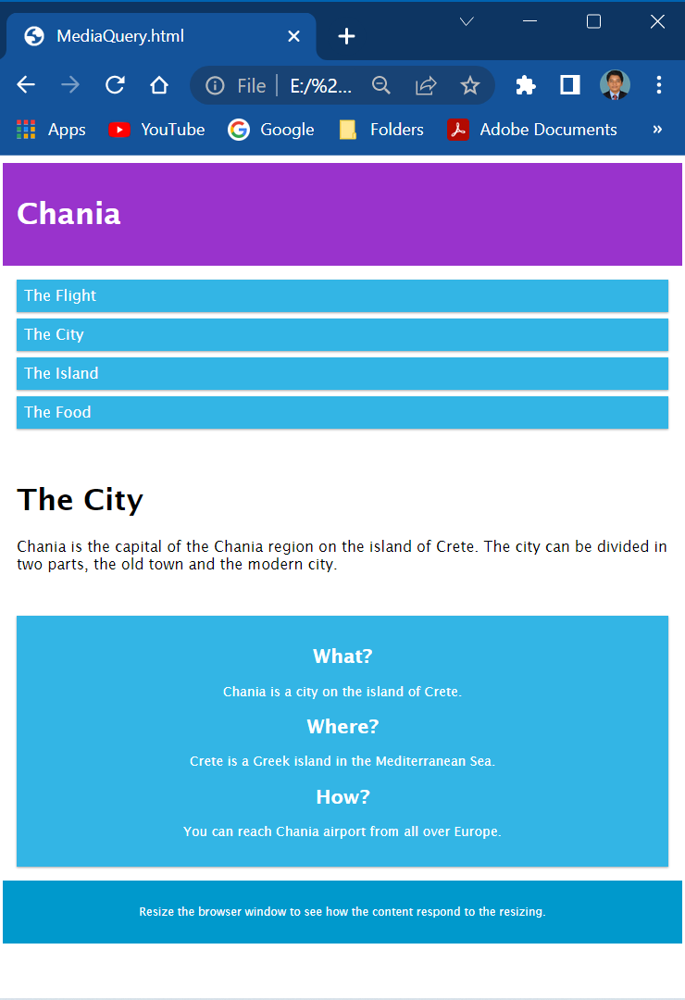 MediaQuery.html
File E:/%2...
Apps YouTube Google Folders Adobe Documents »
Chania
The Flight
The City
The Island
The Food
The City
Chania is the capital of the Chania region on the island of Crete. The city can be divided in
two parts, the old town and the modern city.
What?
Chania is a city on the island of Crete.
Where?
Crete is a Greek island in the Mediterranean Sea.
How?
You can reach Chania airport from all over Europe.
Resize the browser window to see how the content respond to the resizing.